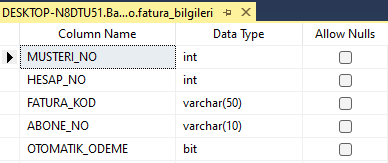 DESKTOP-N8DTU51.Ba...o.fatura_bilgileri
Column Name Data Type Allow Nulls
MUSTERI_NO int
HESAP_NO int
FATURA_KOD varchar(50)
ABONE_NO varchar(10)
OTOMATIK_ODEME bit